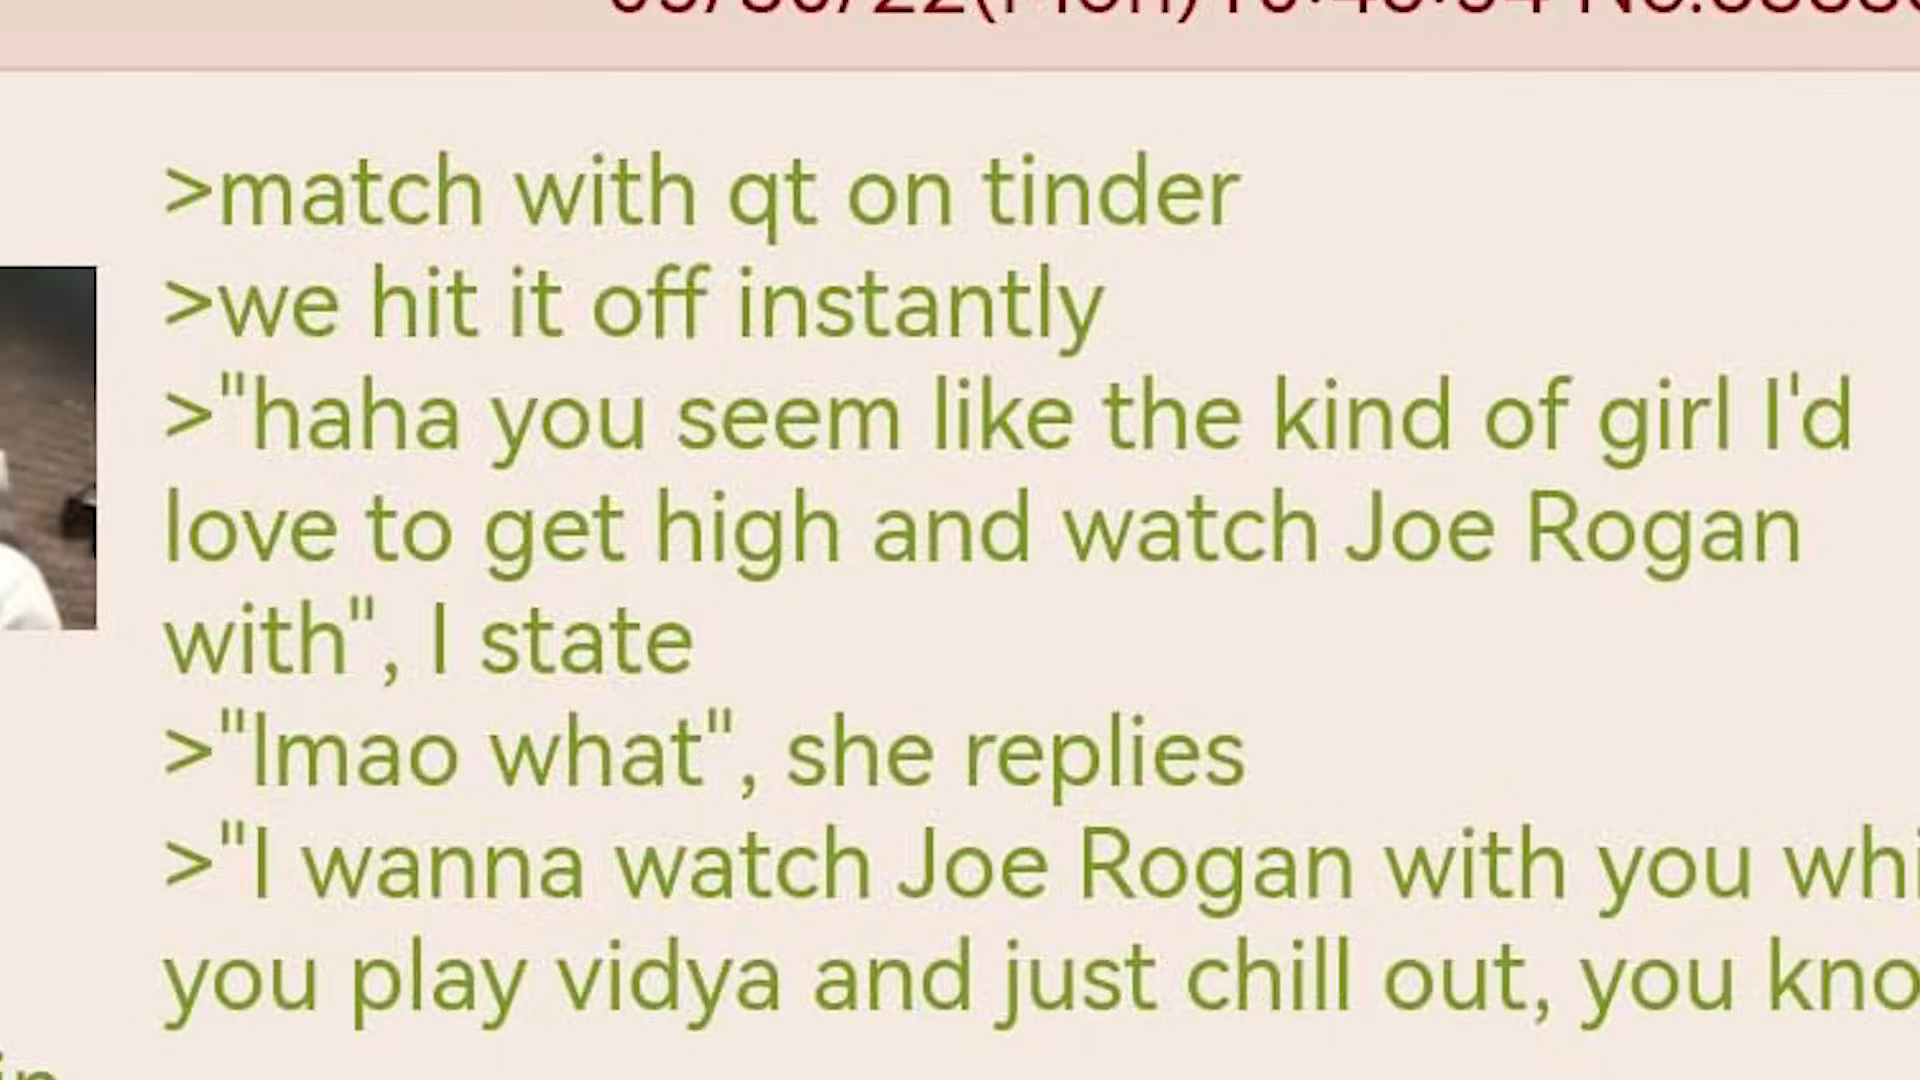 >match with qt on tinder
>we hit it off instantly
>"haha you seem like the kind of girl I'd
love to get high and watch Joe Rogan
with", I state
>"lmao what", she replies
>"I wanna watch Joe Rogan with you whi
you play vidya and just chill out, you kno